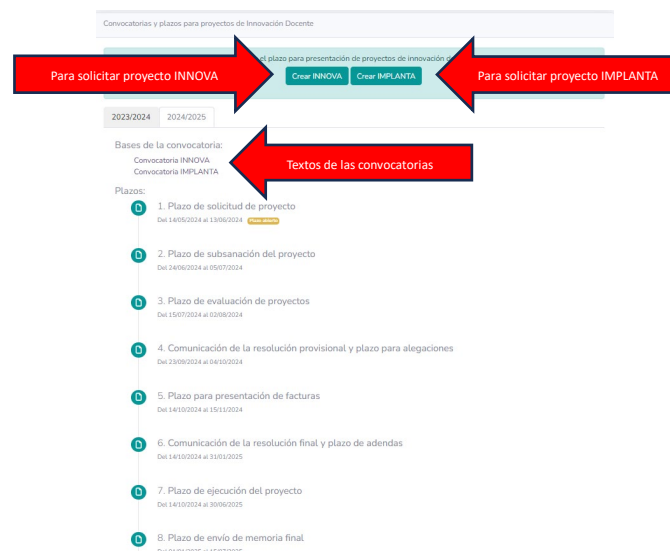 Convocatorias y plazos para proyectos de Innovación Docente
el plazo para presentación de proyectos de innovación
Para solicitar proyecto INNOVA
Crear INNOVA
Crear IMPLANTA
Para solicitar proyecto IMPLANTA
2023/2024
2024/2025
Bases de la convocatoria:
Convocatoria INNOVA
Convocatoria IMPLANTA
Textos de las convocatorias
Plazos:
1. Plazo de solicitud de proyecto
Del 14/05/2024 al 13/06/2024 Plazo abierto
2. Plazo de subsanación del proyecto
Del 24/06/2024 al 05/07/2024
3. Plazo de evaluación de proyectos
Del 15/07/2024 al 02/08/2024
4. Comunicación de la resolución provisional y plazo para alegaciones
Del 23/09/2024 al 04/10/2024
5. Plazo para presentación de facturas
Del 14/10/2024 al 15/11/2024
6. Comunicación de la resolución final y plazo de adendas
Del 14/10/2024 al 31/01/2025
7. Plazo de ejecución del proyecto
Del 14/10/2024 al 30/06/2025
8. Plazo de envío de memoria final